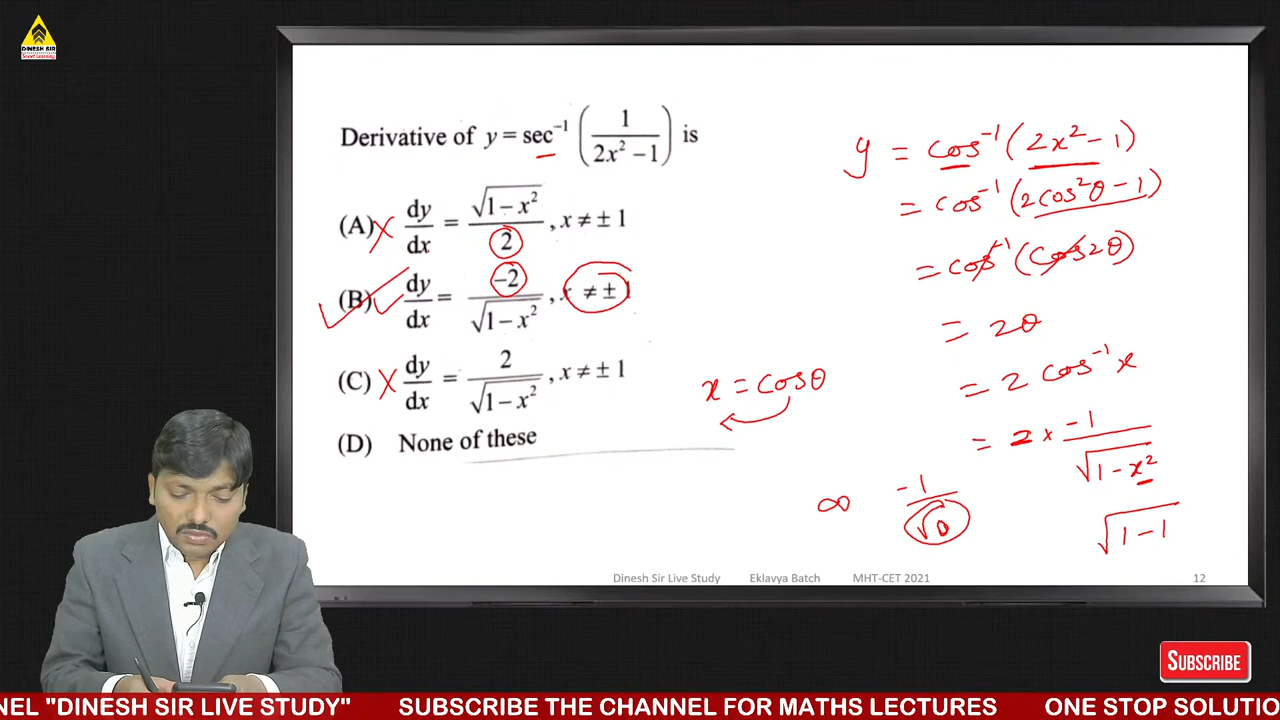 DINESH SIR
Smart Learning
Derivative of y = sec⁻¹ (1/(2x² − 1)) is
(A) dy/dx = √(1 − x²)/2 , x ≠ ± 1
(B) dy/dx = −2/√(1 − x²) , x ≠ ± 1
(C) dy/dx = 2/√(1 − x²) , x ≠ ± 1
(D) None of these
x = cosθ
y = cos⁻¹(2x² − 1)
= cos⁻¹(2cos²θ − 1)
= cos⁻¹(cos2θ)
= 2θ
= 2 cos⁻¹ x
= 2 × −1/√(1 − x²)
∞ −1/√0 √(1 − 1)
Dinesh Sir Live Study Eklavya Batch MHT-CET 2021 12
SUBSCRIBE
NEL "DINESH SIR LIVE STUDY" SUBSCRIBE THE CHANNEL FOR MATHS LECTURES ONE STOP SOLUTIO